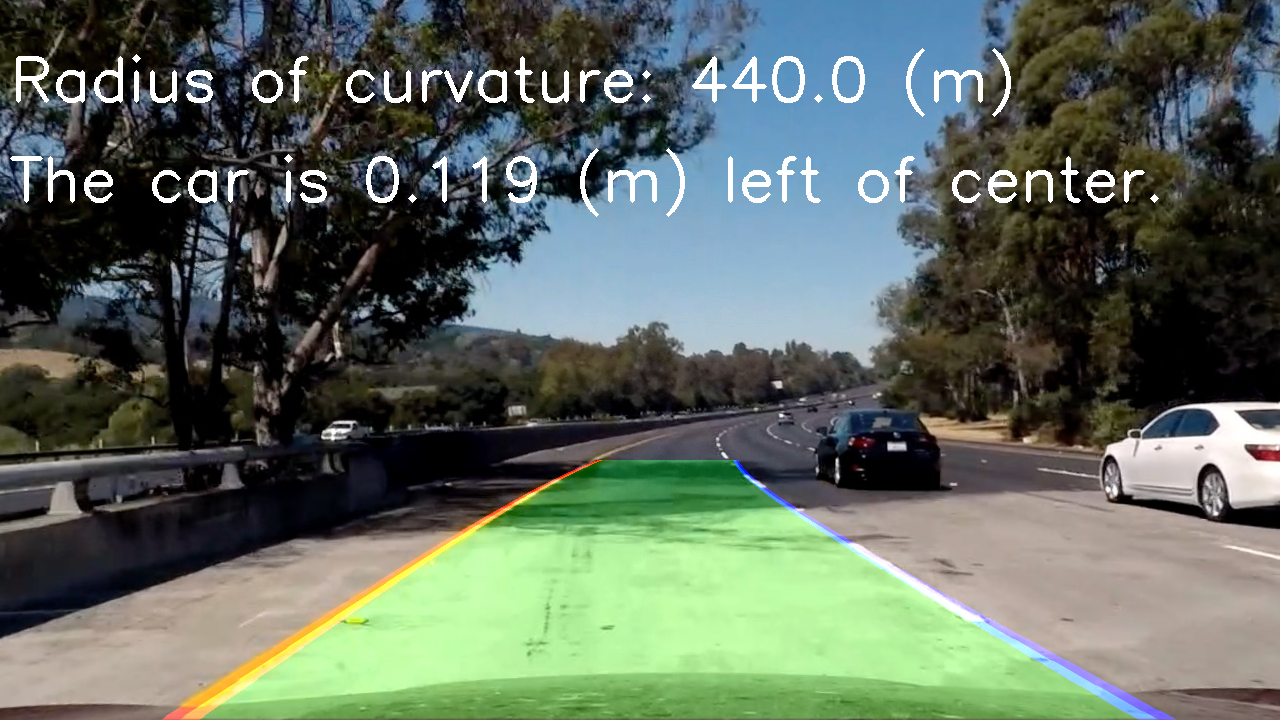 Radius of curvature: 440.0 (m)
The car is 0.119 (m) left of center.